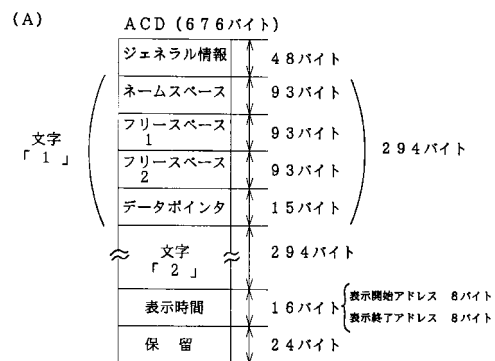 (A)
ACD (676バイト)
ジェネラル情報
48バイト
ネームスペース
93バイト
フリースペース
1
93バイト
フリースペース
2
93バイト
データポインタ
15バイト
文字
「1」
294バイト
文字
「2」
294バイト
表示時間
16バイト
表示開始アドレス 8バイト
表示終了アドレス 8バイト
保留
24バイト